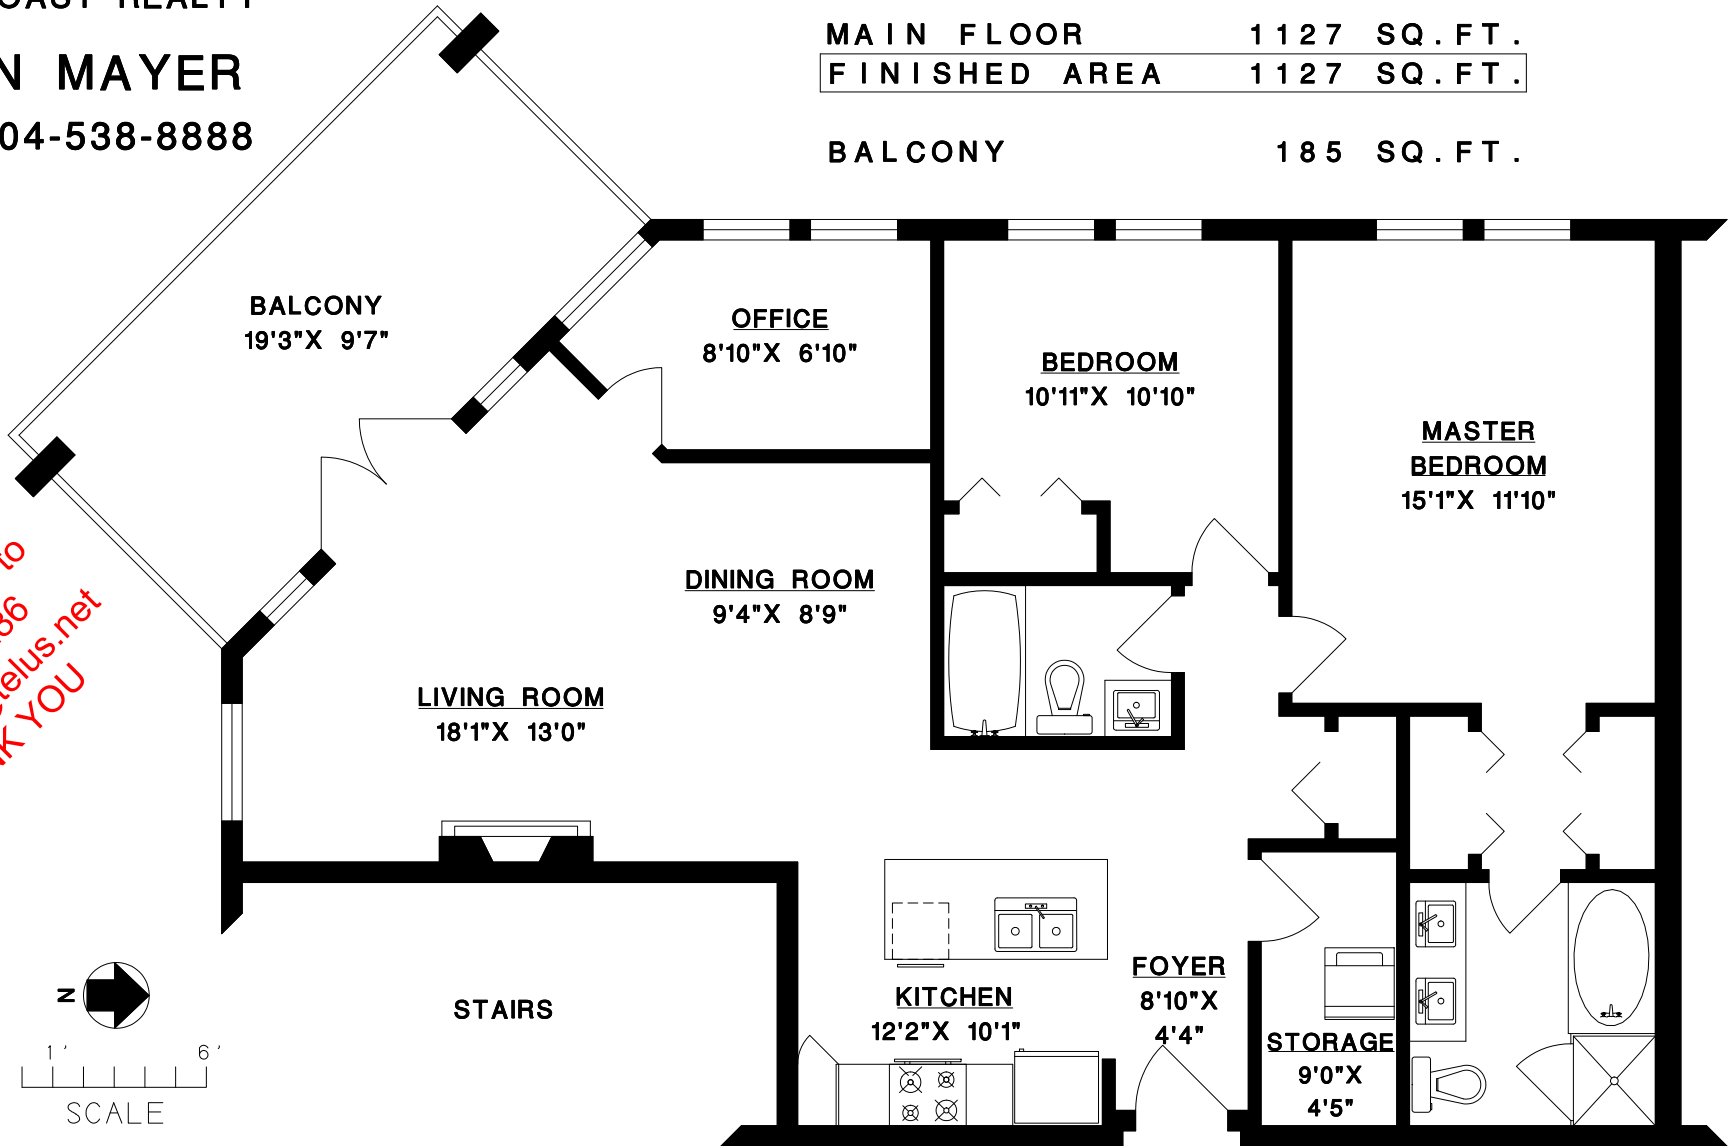 N MAYER
04-538-8888
MAIN FLOOR 1127 SQ.FT.
FINISHED AREA 1127 SQ.FT.
BALCONY 185 SQ.FT.
BALCONY
19'3"X 9'7"
OFFICE
8'10"X 6'10"
BEDROOM
10'11"X 10'10"
MASTER
BEDROOM
15'1"X 11'10"
DINING ROOM
9'4"X 8'9"
LIVING ROOM
18'1"X 13'0"
to
telus.net
YOU
STAIRS
KITCHEN
12'2"X 10'1"
FOYER
8'10"X
4'4"
STORAGE
9'0"X
4'5"
N
1' 6'
SCALE